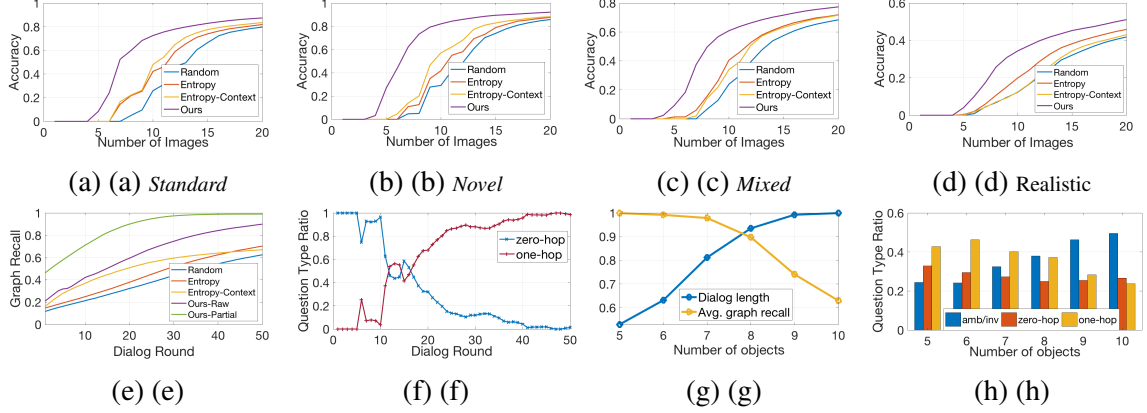 1
0.8
0.6
0.4
0.2
0
Accuracy
Random
Entropy
Entropy-Context
Ours
0 5 10 15 20
Number of Images
(a) (a) Standard
1
0.8
0.6
0.4
0.2
0
Accuracy
Random
Entropy
Entropy-Context
Ours
0 5 10 15 20
Number of Images
(b) (b) Novel
0.8
0.6
0.4
0.2
0
Accuracy
Random
Entropy
Entropy-Context
Ours
0 5 10 15 20
Number of Images
(c) (c) Mixed
0.6
0.4
0.2
0
Accuracy
Random
Entropy
Entropy-Context
Ours
0 5 10 15 20
Number of Images
(d) (d) Realistic
1
0.8
0.6
0.4
0.2
0
Graph Recall
Random
Entropy
Entropy-Context
Ours-Raw
Ours-Partial
10 20 30 40 50
Dialog Round
(e) (e)
1
0.8
0.6
0.4
0.2
0
Question Type Ratio
zero-hop
one-hop
0 10 20 30 40 50
Dialog Round
(f) (f)
1
0.9
0.8
0.7
0.6
0.5
Dialog length
Avg. graph recall
5 6 7 8 9 10
Number of objects
(g) (g)
0.6
0.4
0.2
0
Question Type Ratio
amb/inv zero-hop one-hop
5 6 7 8 9 10
Number of objects
(h) (h)